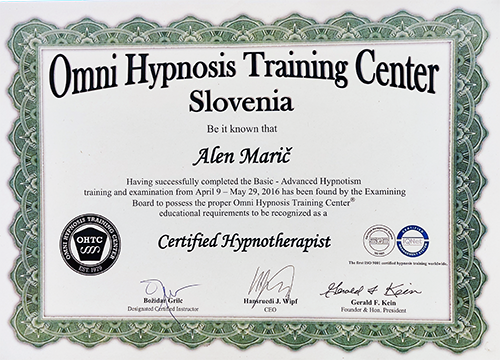 Omni Hypnosis Training Center
Slovenia
Be it known that
Alen Marič
Having successfully completed the Basic - Advanced Hypnotism
training and examination from April 9 – May 29, 2016 has been found by the Examining
Board to possess the proper Omni Hypnosis Training Center®
educational requirements to be recognized as a
Certified Hypnotherapist
OMNI HYPNOSIS TRAINING CENTER
OHTC
EST. 1979
The first ISO 9001 certified hypnosis training worldwide.
Božidar Grilc
Designated Certified Instructor
Hansruedi J. Wipf
CEO
Gerald F Kein
Gerald F. Kein
Founder & Hon. President